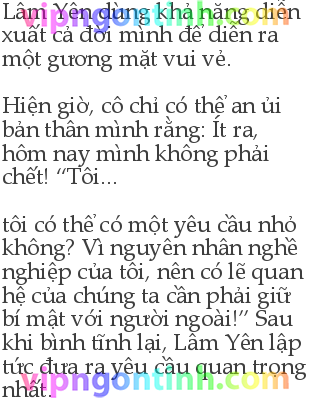 Lâm Yên dùng khả năng diễn
xuất cả đời mình để diễn ra
một gương mặt vui vẻ.
Hiện giờ, cô chỉ có thể an ủi
bản thân mình rằng: Ít ra,
hôm nay mình không phải
chết! “Tôi...
tôi có thể có một yêu cầu nhỏ
không? Vì nguyên nhân nghề
nghiệp của tôi, nên có lẽ quan
hệ của chúng ta cần phải giữ
bí mật với người ngoài!” Sau
khi bình tĩnh lại, Lâm Yên lập
tức đưa ra yêu cầu quan trọng
nhất.
vipngontinh.com
vipngontinh.com